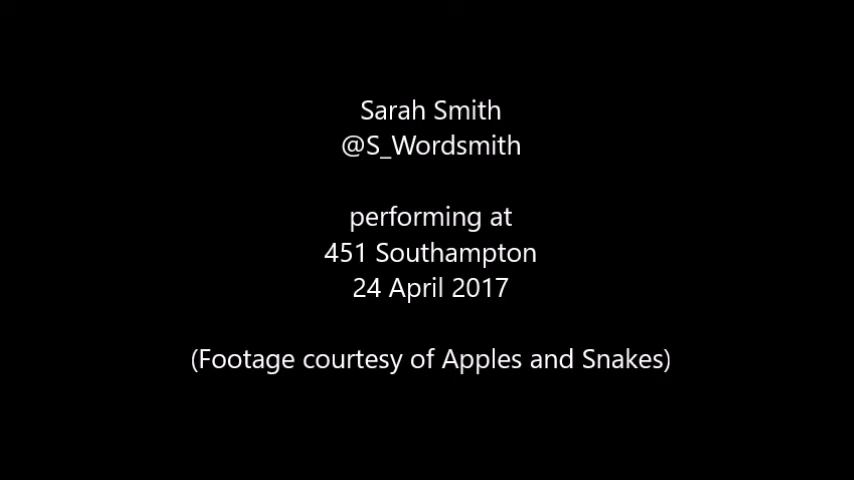 Sarah Smith
@S_Wordsmith
performing at
451 Southampton
24 April 2017
(Footage courtesy of Apples and Snakes)